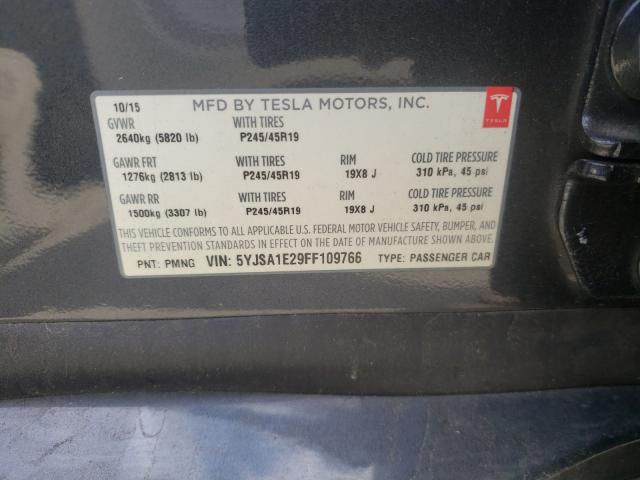 10/15 MFD BY TESLA MOTORS, INC.
TESLA
GVWR WITH TIRES
2640kg (5820 lb) P245/45R19
GAWR FRT WITH TIRES RIM COLD TIRE PRESSURE
1276kg (2813 lb) P245/45R19 19X8 J 310 kPa, 45 psi
GAWR RR WITH TIRES RIM COLD TIRE PRESSURE
1500kg (3307 lb) P245/45R19 19X8 J 310 kPa, 45 psi
THIS VEHICLE CONFORMS TO ALL APPLICABLE U.S. FEDERAL MOTOR VEHICLE SAFETY, BUMPER, AND
THEFT PREVENTION STANDARDS IN EFFECT ON THE DATE OF MANUFACTURE SHOWN ABOVE.
PNT: PMNG VIN: 5YJSA1E29FF109766 TYPE: PASSENGER CAR